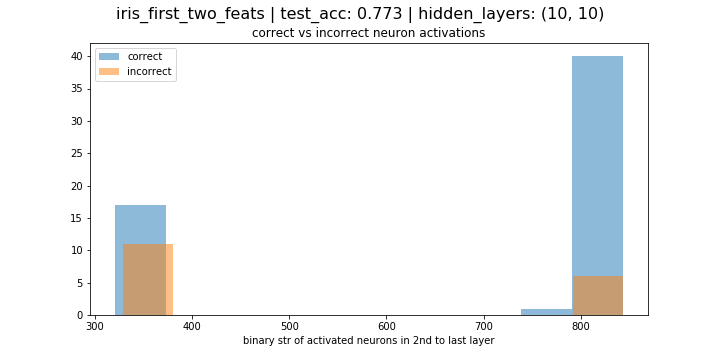 iris_first_two_feats | test_acc: 0.773 | hidden_layers: (10, 10)
correct vs incorrect neuron activations
correct
incorrect
40
35
30
25
20
15
10
5
0
300 400 500 600 700 800
binary str of activated neurons in 2nd to last layer